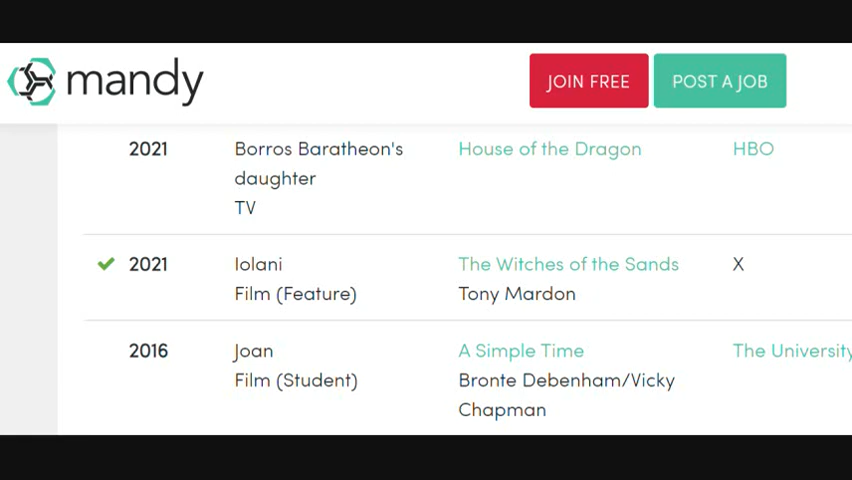 mandy
JOIN FREE
POST A JOB
2021 Borros Baratheon's House of the Dragon HBO
daughter
TV
2021 Iolani The Witches of the Sands X
Film (Feature) Tony Mardon
2016 Joan A Simple Time The University
Film (Student) Bronte Debenham/Vicky
Chapman